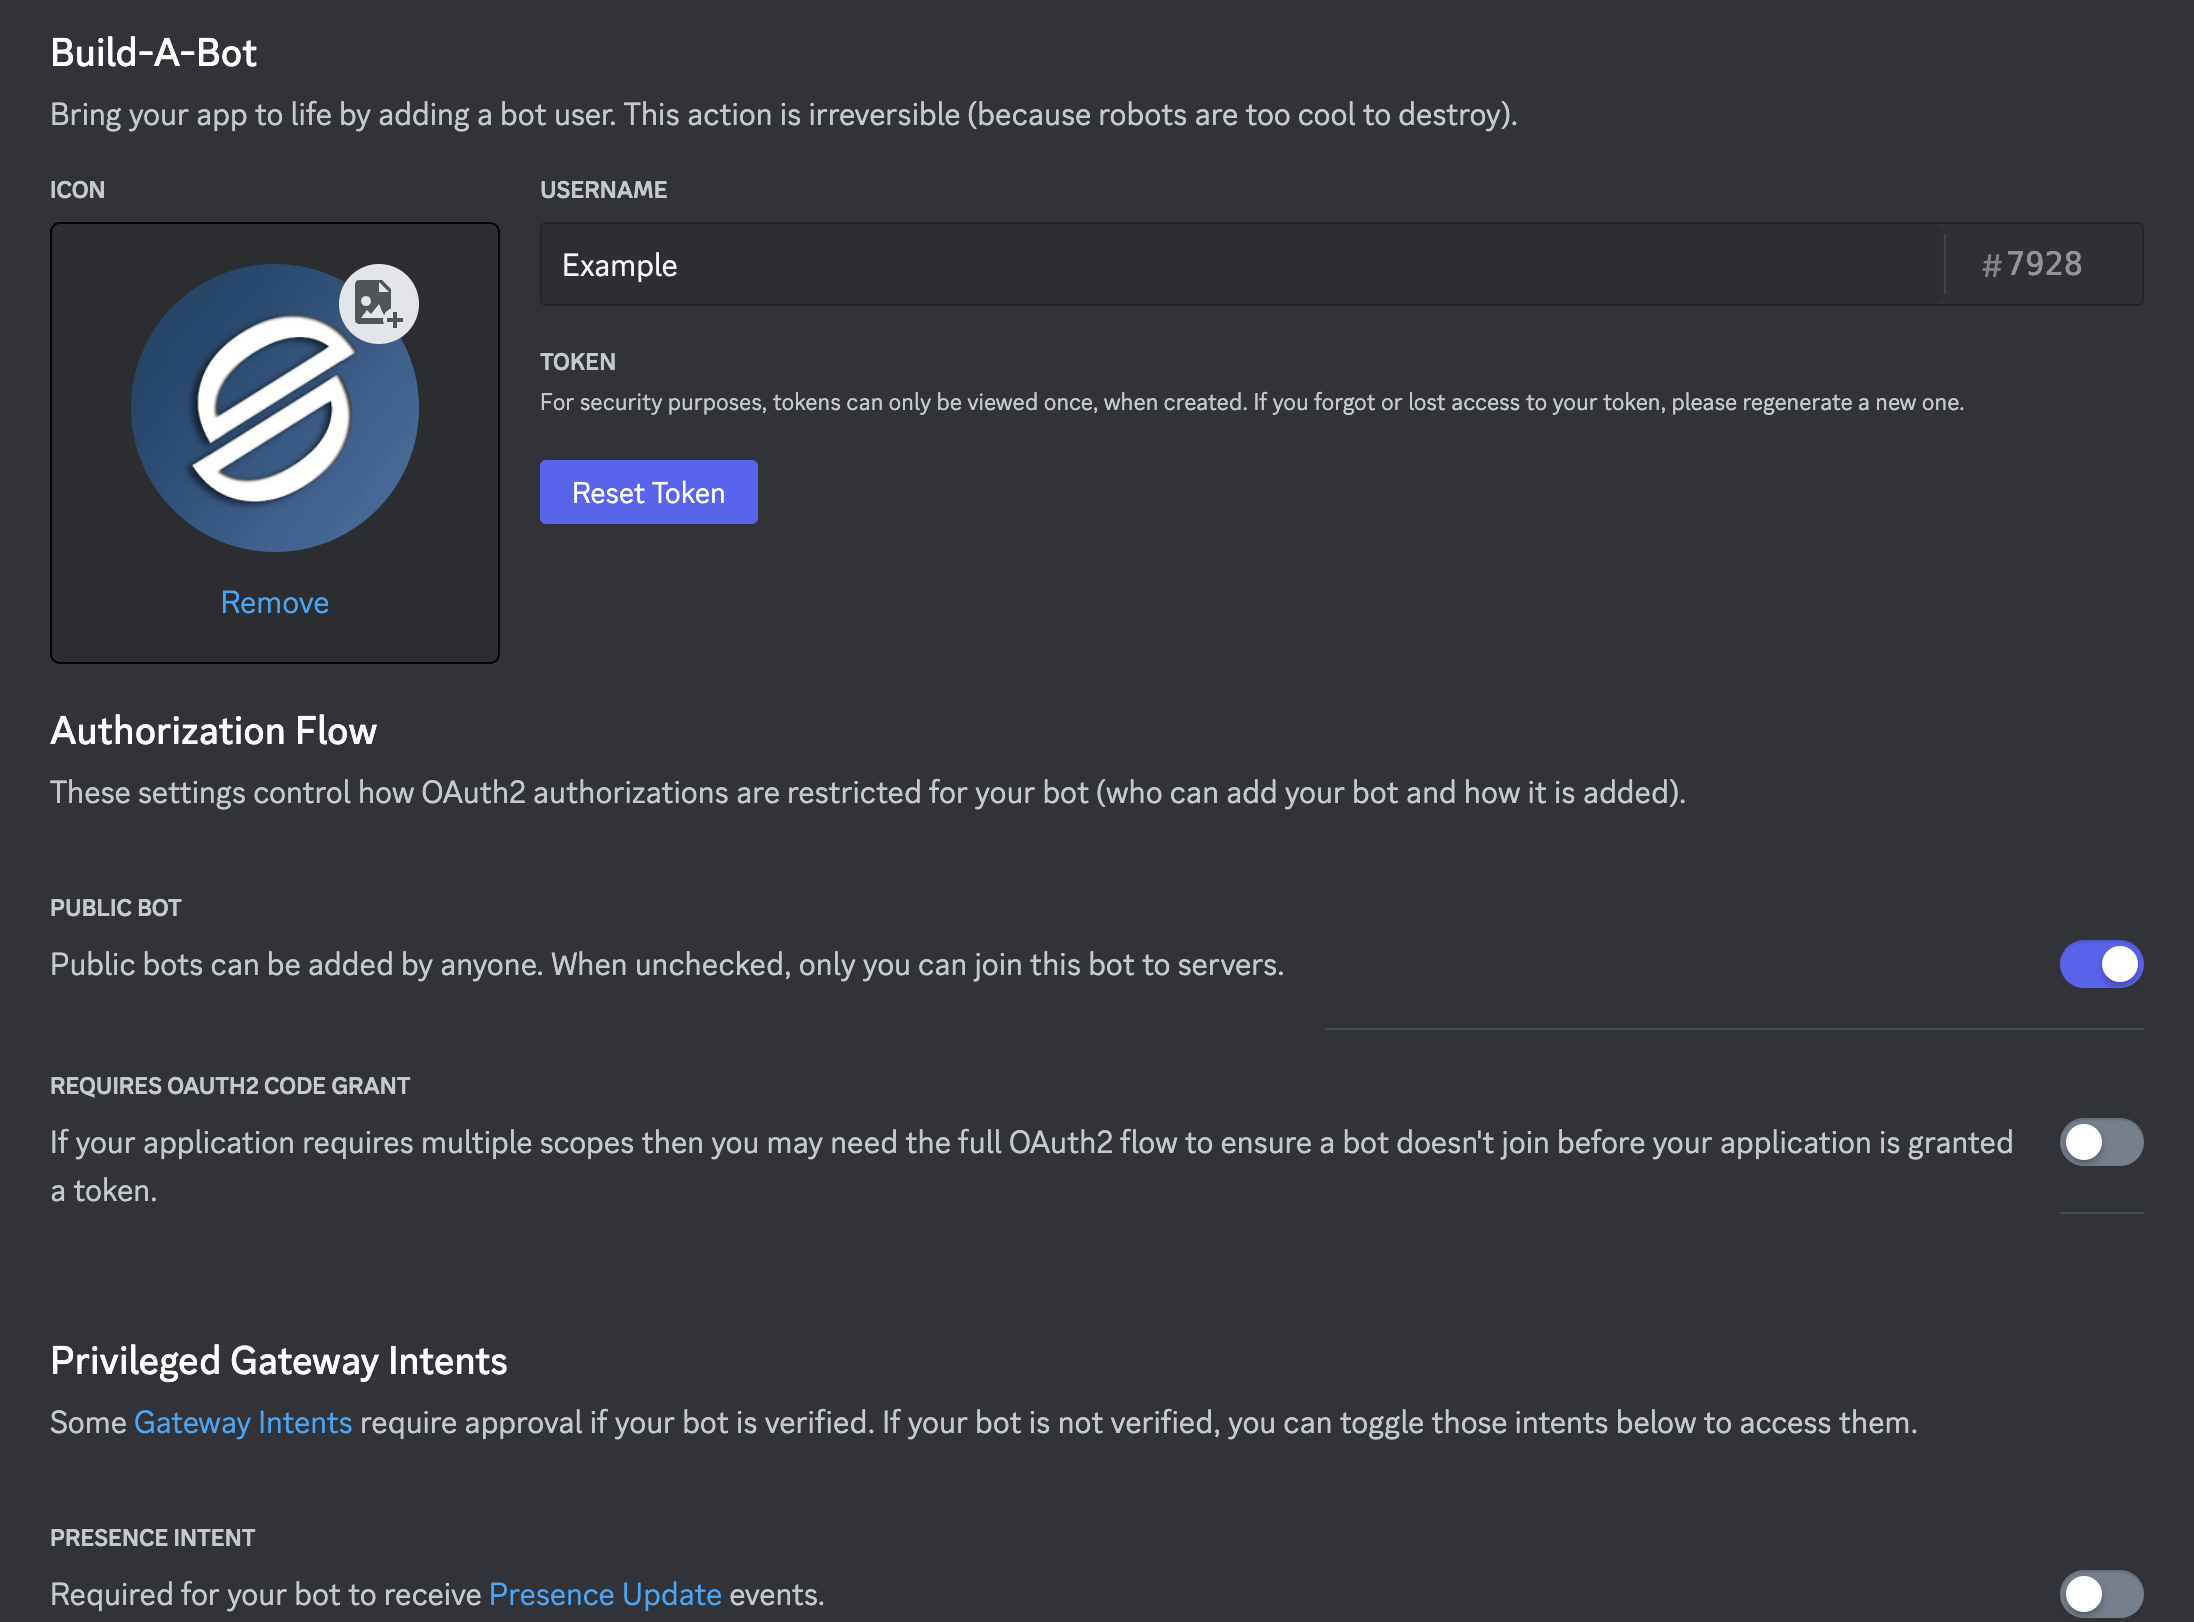 Build-A-Bot
Bring your app to life by adding a bot user. This action is irreversible (because robots are too cool to destroy).
ICON
Remove
USERNAME
Example
#7928
TOKEN
For security purposes, tokens can only be viewed once, when created. If you forgot or lost access to your token, please regenerate a new one.
Reset Token
Authorization Flow
These settings control how OAuth2 authorizations are restricted for your bot (who can add your bot and how it is added).
PUBLIC BOT
Public bots can be added by anyone. When unchecked, only you can join this bot to servers.
REQUIRES OAUTH2 CODE GRANT
If your application requires multiple scopes then you may need the full OAuth2 flow to ensure a bot doesn't join before your application is granted
a token.
Privileged Gateway Intents
Some Gateway Intents require approval if your bot is verified. If your bot is not verified, you can toggle those intents below to access them.
PRESENCE INTENT
Required for your bot to receive Presence Update events.